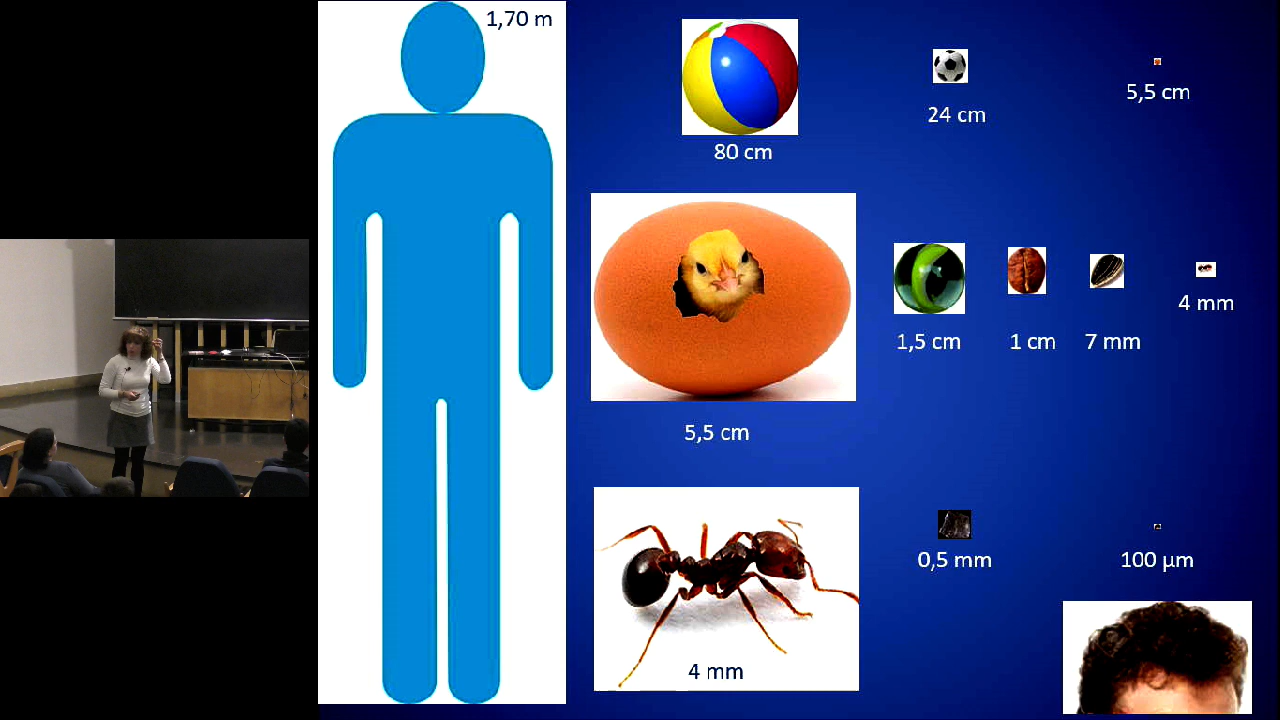 1,70 m
80 cm
24 cm
5,5 cm
5,5 cm
1,5 cm
1 cm
7 mm
4 mm
4 mm
0,5 mm
100 µm